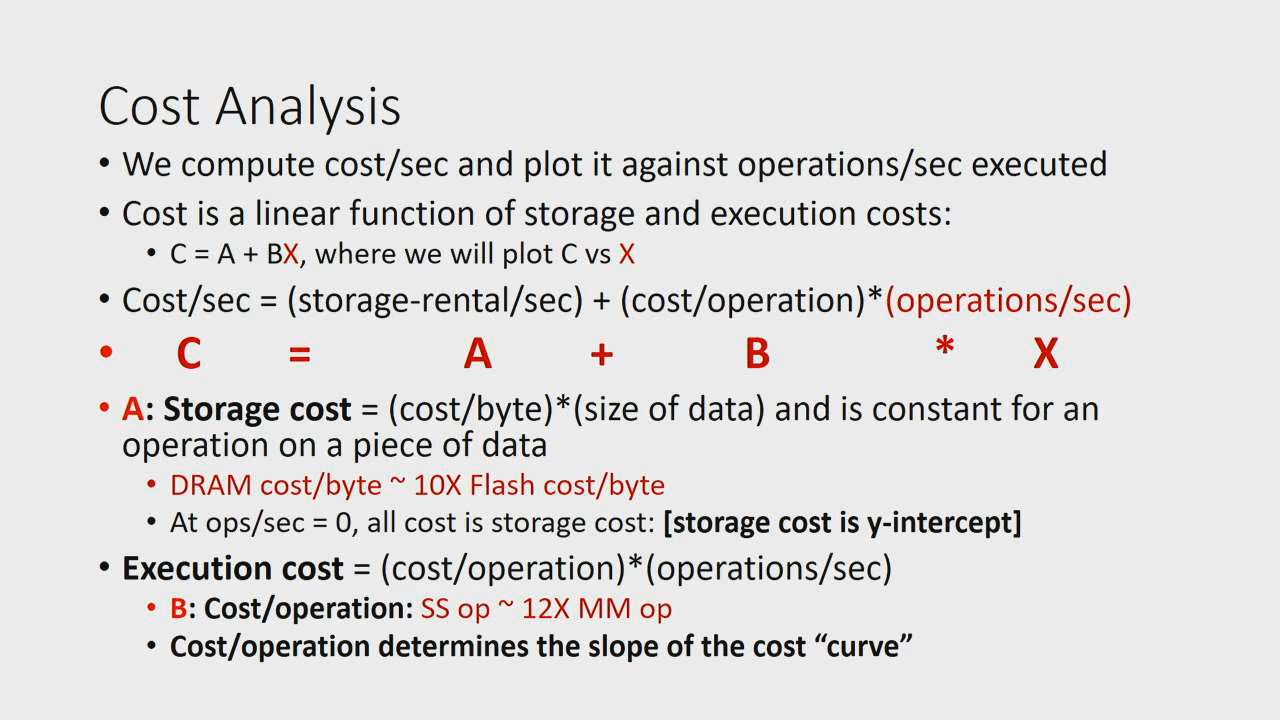 Cost Analysis
• We compute cost/sec and plot it against operations/sec executed
• Cost is a linear function of storage and execution costs:
• C = A + BX, where we will plot C vs X
• Cost/sec = (storage-rental/sec) + (cost/operation)*(operations/sec)
• C = A + B * X
• A: Storage cost = (cost/byte)*(size of data) and is constant for an
operation on a piece of data
• DRAM cost/byte ~ 10X Flash cost/byte
• At ops/sec = 0, all cost is storage cost: [storage cost is y-intercept]
• Execution cost = (cost/operation)*(operations/sec)
• B: Cost/operation: SS op ~ 12X MM op
• Cost/operation determines the slope of the cost “curve”